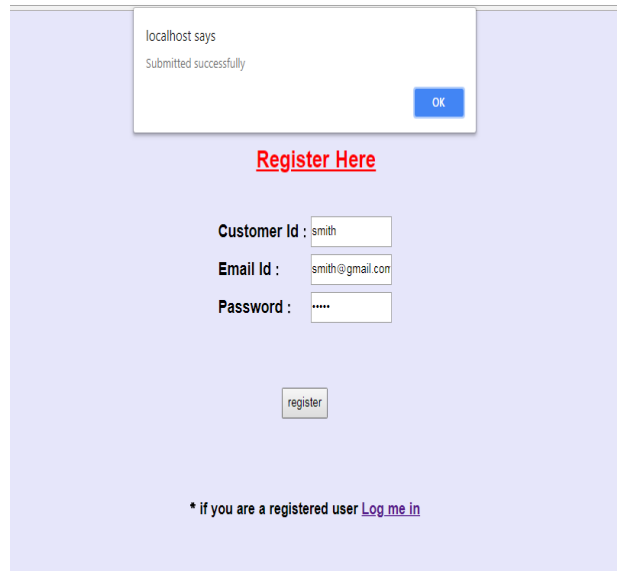 localhost says
Submitted successfully
OK
Register Here
Customer Id : smith
Email Id : smith@gmail.com
Password : •••••
register
* if you are a registered user Log me in